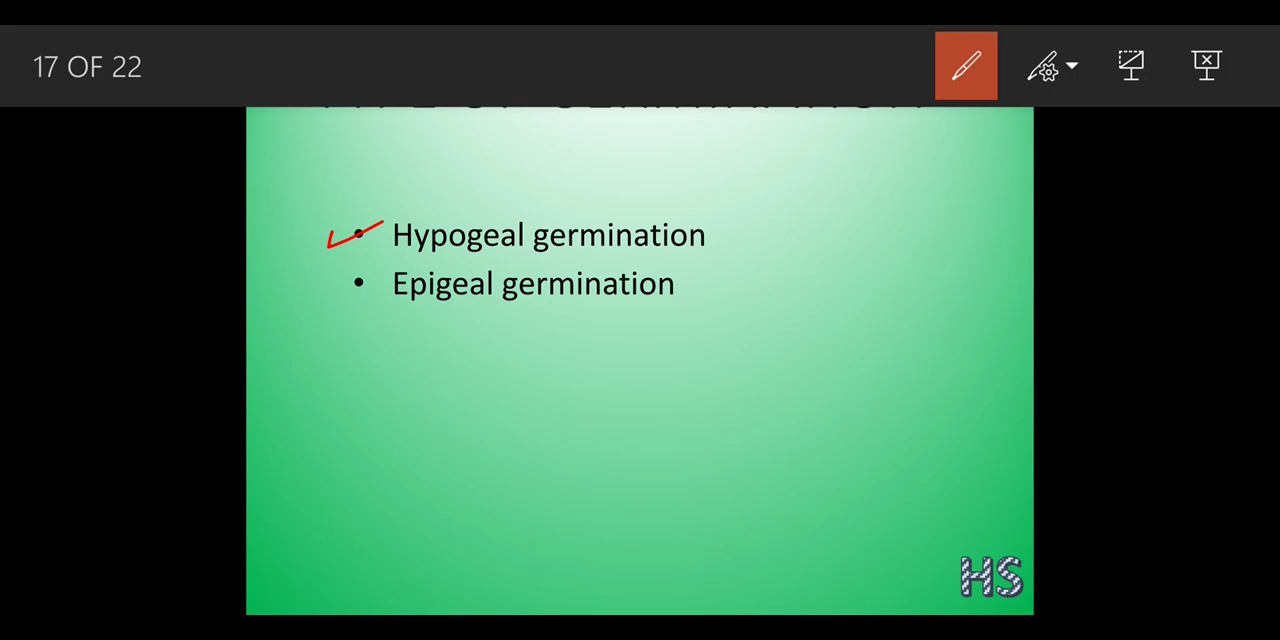 17 OF 22
• Hypogeal germination
• Epigeal germination
HS